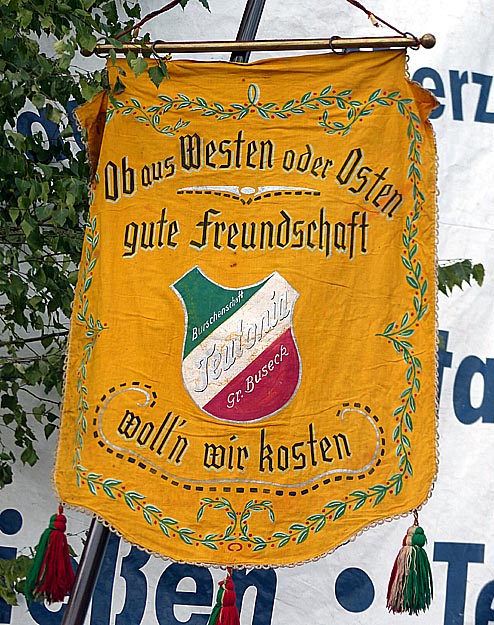 Ob aus Westen oder Osten
gute Freundschaft
Burschenschaft
Teutonia
Gr. Buseck
woll'n wir kosten